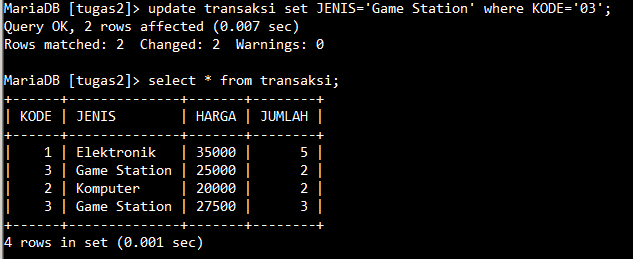 MariaDB [tugas2]> update transaksi set JENIS='Game Station' where KODE='03';
Query OK, 2 rows affected (0.007 sec)
Rows matched: 2  Changed: 2  Warnings: 0

MariaDB [tugas2]> select * from transaksi;
+------+--------------+-------+--------+
| KODE | JENIS        | HARGA | JUMLAH |
+------+--------------+-------+--------+
|    1 | Elektronik   | 35000 |      5 |
|    3 | Game Station | 25000 |      2 |
|    2 | Komputer     | 20000 |      2 |
|    3 | Game Station | 27500 |      3 |
+------+--------------+-------+--------+
4 rows in set (0.001 sec)